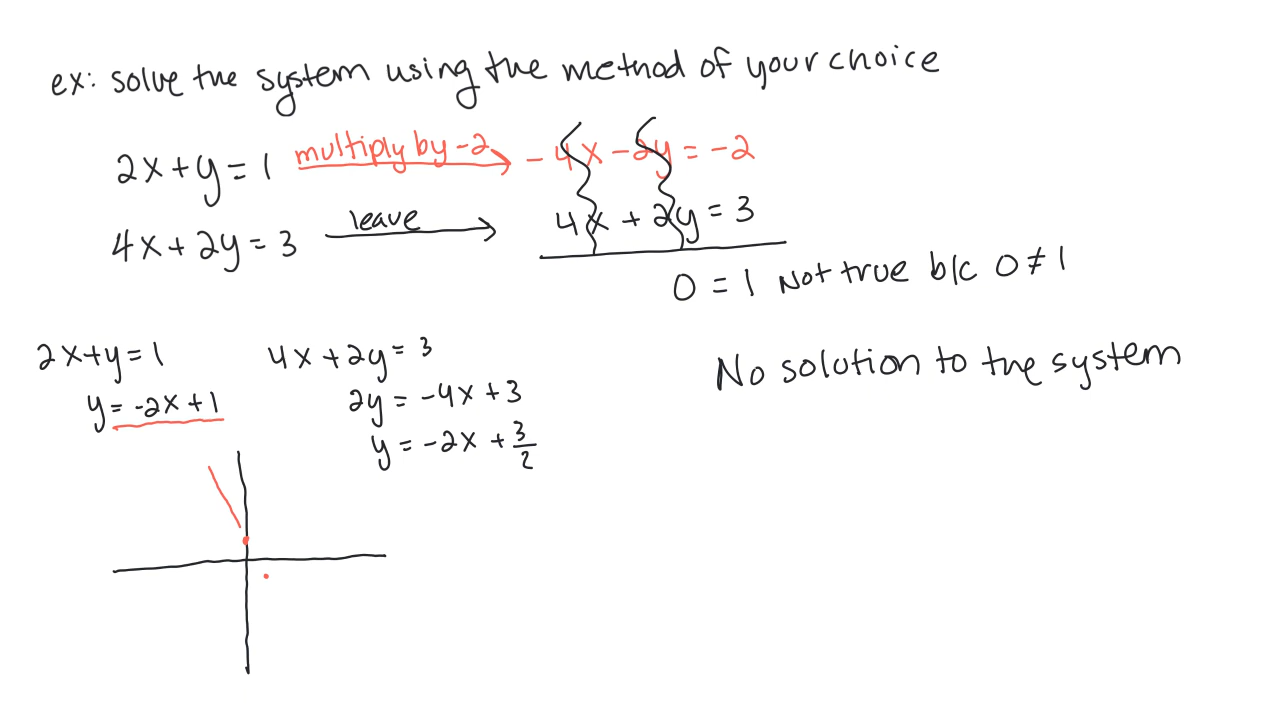 ex: solve the system using the method of your choice
2x+y=1 multiply by -2 -4x-2y=-2
4x+2y=3 leave 4x+2y=3
0=1 Not true b/c 0≠1
2x+y=1
y=-2x+1
4x+2y=3
2y=-4x+3
y=-2x+3/2
No solution to the system